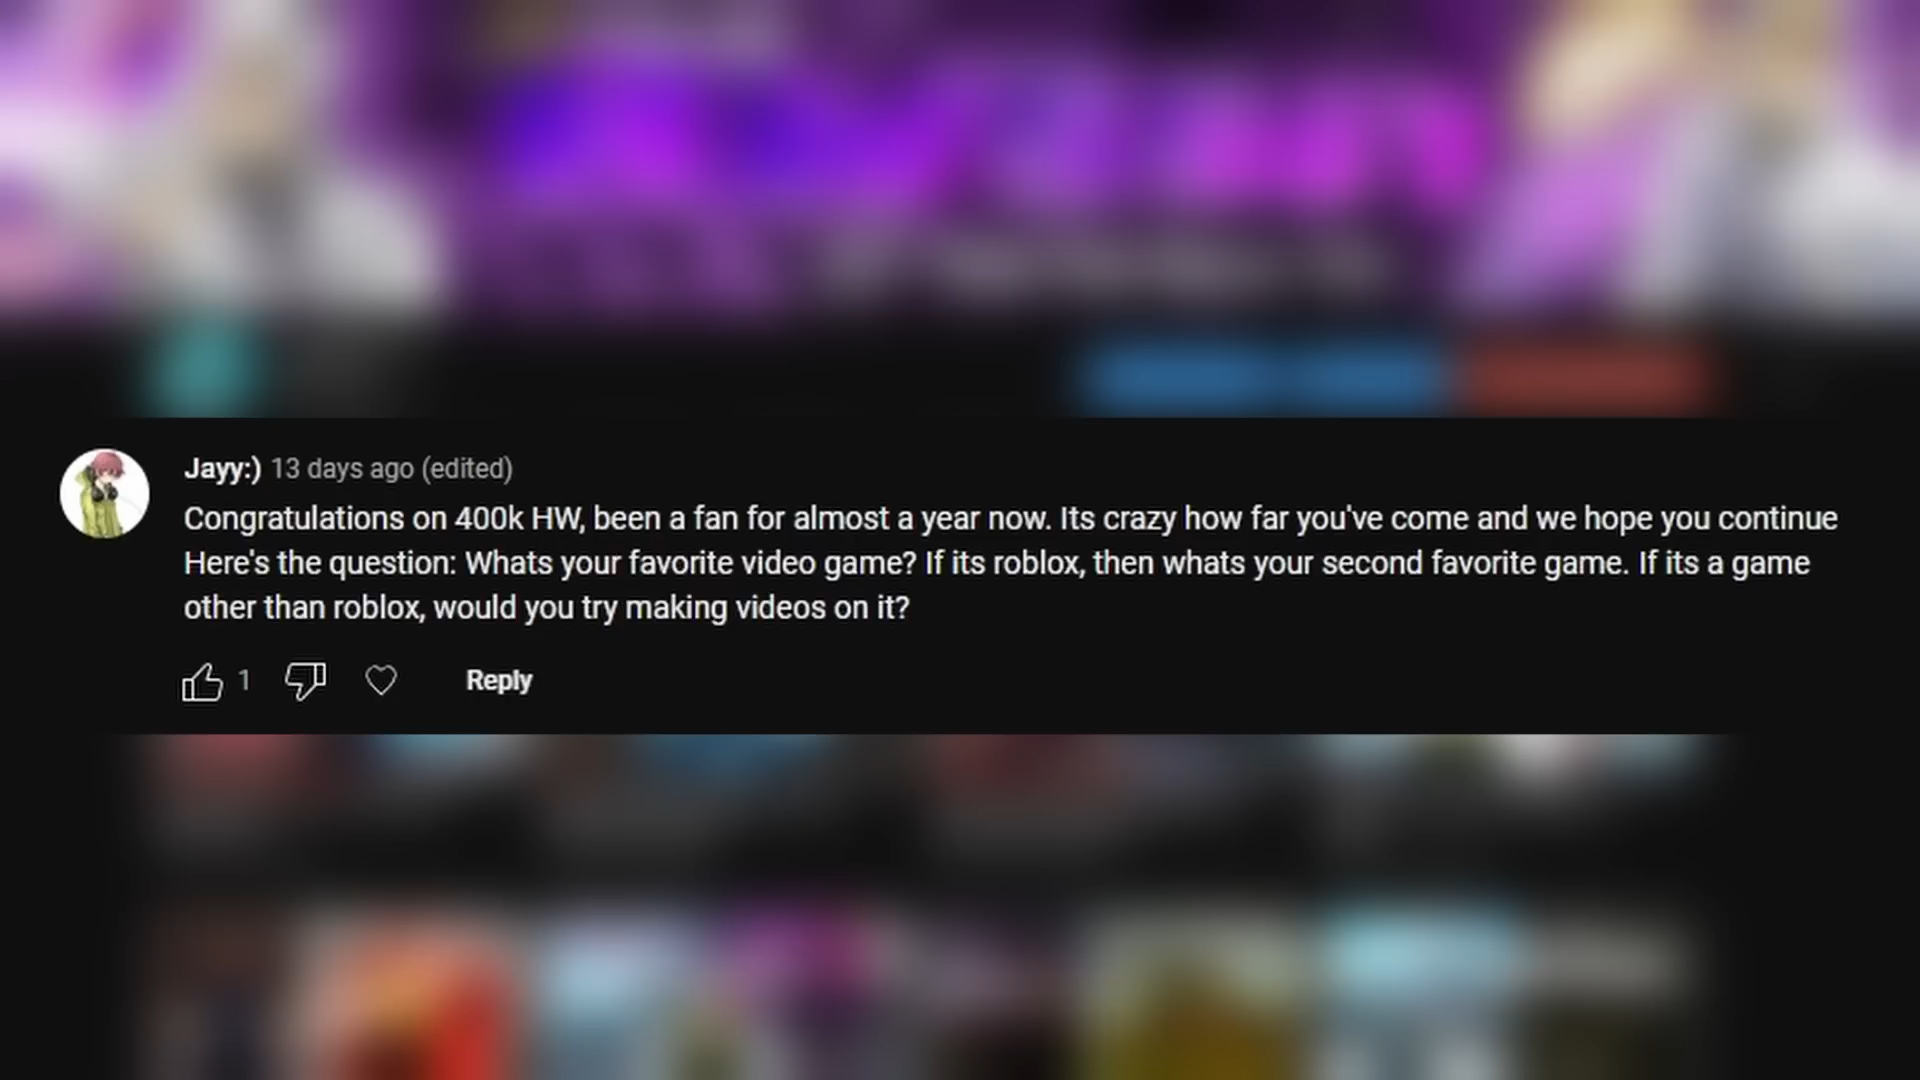 Jayy:) 13 days ago (edited)
Congratulations on 400k HW, been a fan for almost a year now. Its crazy how far you've come and we hope you continue
Here's the question: Whats your favorite video game? If its roblox, then whats your second favorite game. If its a game
other than roblox, would you try making videos on it?
1 Reply